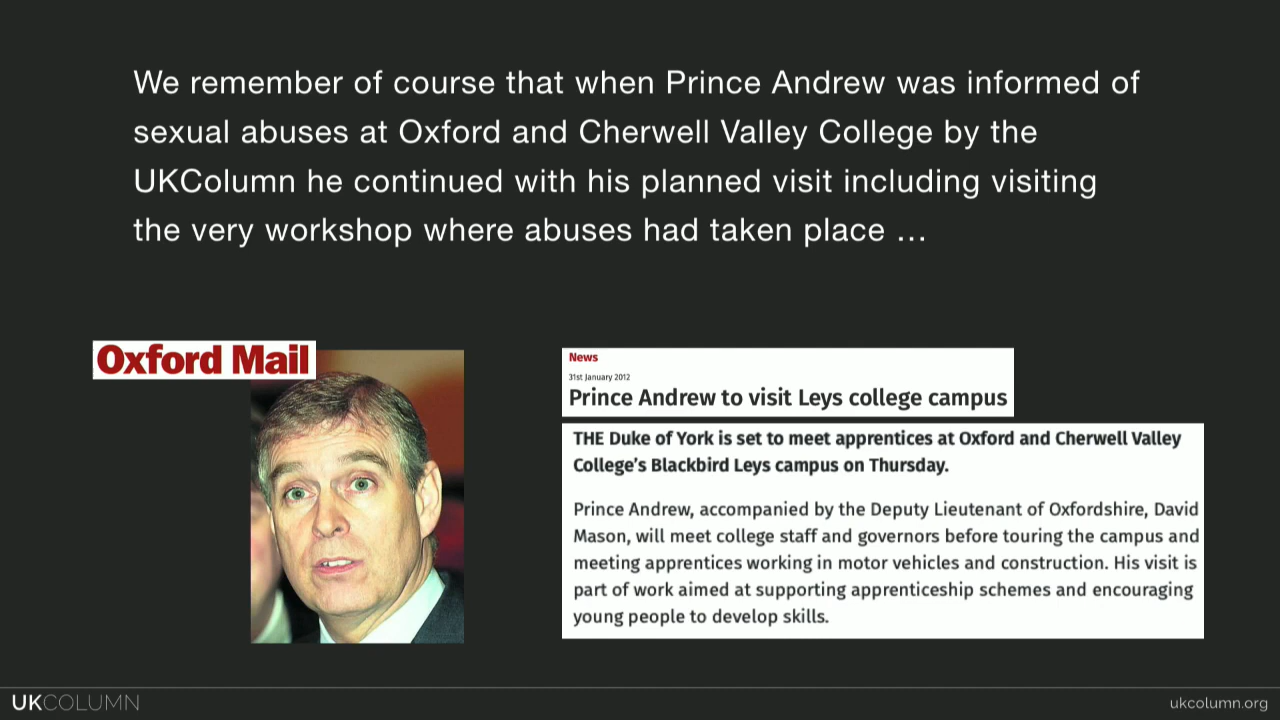 We remember of course that when Prince Andrew was informed of
sexual abuses at Oxford and Cherwell Valley College by the
UKColumn he continued with his planned visit including visiting
the very workshop where abuses had taken place ...
Oxford Mail
News
31st January 2012
Prince Andrew to visit Leys college campus
THE Duke of York is set to meet apprentices at Oxford and Cherwell Valley
College’s Blackbird Leys campus on Thursday.
Prince Andrew, accompanied by the Deputy Lieutenant of Oxfordshire, David
Mason, will meet college staff and governors before touring the campus and
meeting apprentices working in motor vehicles and construction. His visit is
part of work aimed at supporting apprenticeship schemes and encouraging
young people to develop skills.
UKCOLUMN
ukcolumn.org